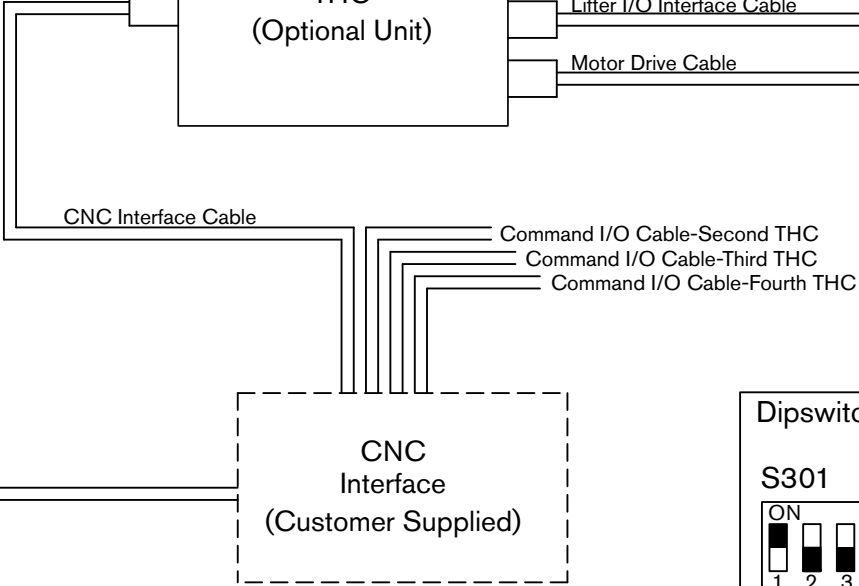 THC
(Optional Unit)
Lifter I/O Interface Cable
Motor Drive Cable
CNC Interface Cable
Command I/O Cable-Second THC
Command I/O Cable-Third THC
Command I/O Cable-Fourth THC
CNC
Interface
(Customer Supplied)
S301
ON
1 2 3